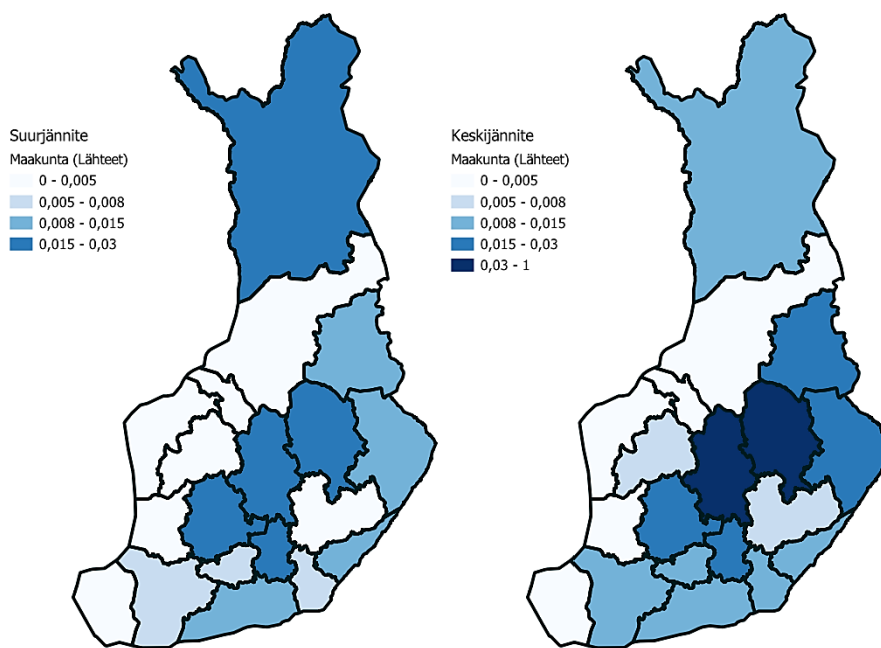 Suurjännite
Maakunta (Lähteet)
0 - 0,005
0,005 - 0,008
0,008 - 0,015
0,015 - 0,03
Keskijännite
Maakunta (Lähteet)
0 - 0,005
0,005 - 0,008
0,008 - 0,015
0,015 - 0,03
0,03 - 1